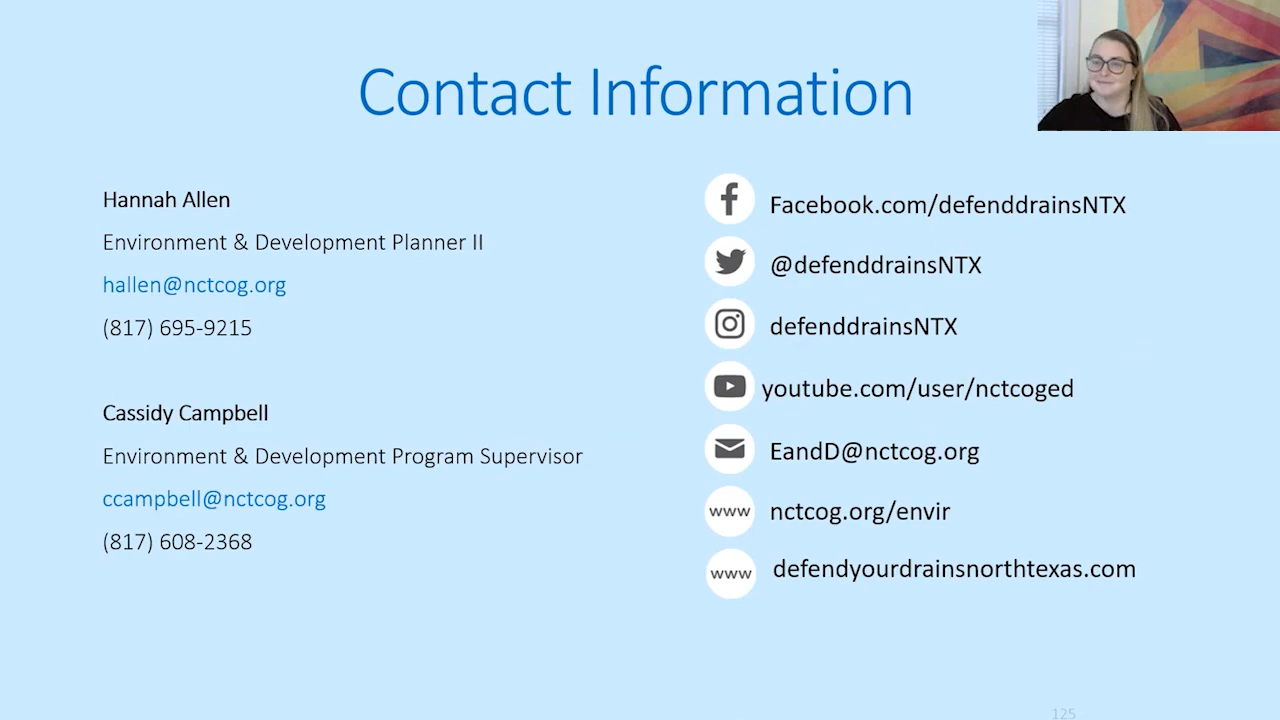 Contact Information
Hannah Allen
Environment & Development Planner II
hallen@nctcog.org
(817) 695-9215
Cassidy Campbell
Environment & Development Program Supervisor
ccampbell@nctcog.org
(817) 608-2368
Facebook.com/defenddrainsNTX
@defenddrainsNTX
defenddrainsNTX
youtube.com/user/nctcoged
EandD@nctcog.org
www nctcog.org/envir
www defendyourdrainsnorthtexas.com
125